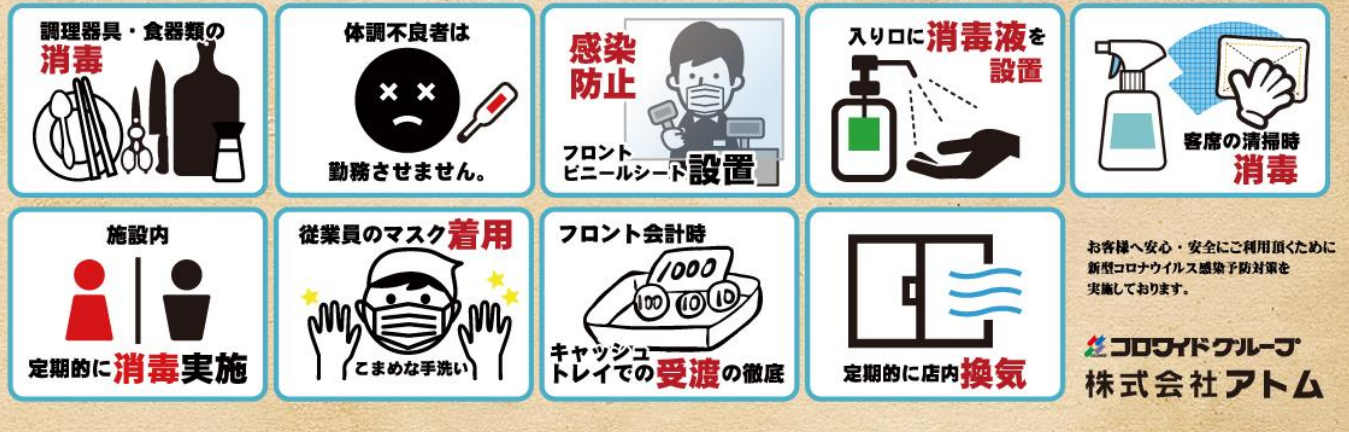 調理器具・食器類の
消毒
体調不良者は
勤務させません。
感染
防止
フロント
ビニールシート設置
入り口に消毒液を
設置
客席の清掃時
消毒
施設内
定期的に消毒実施
従業員のマスク着用
こまめな手洗い
フロント会計時
1000
100 10 10
キャッシュ
トレイでの受渡の徹底
定期的に店内換気
お客様へ安心・安全にご利用頂くために
新型コロナウイルス感染予防対策を
実施しております。
コロワイドグループ
株式会社アトム